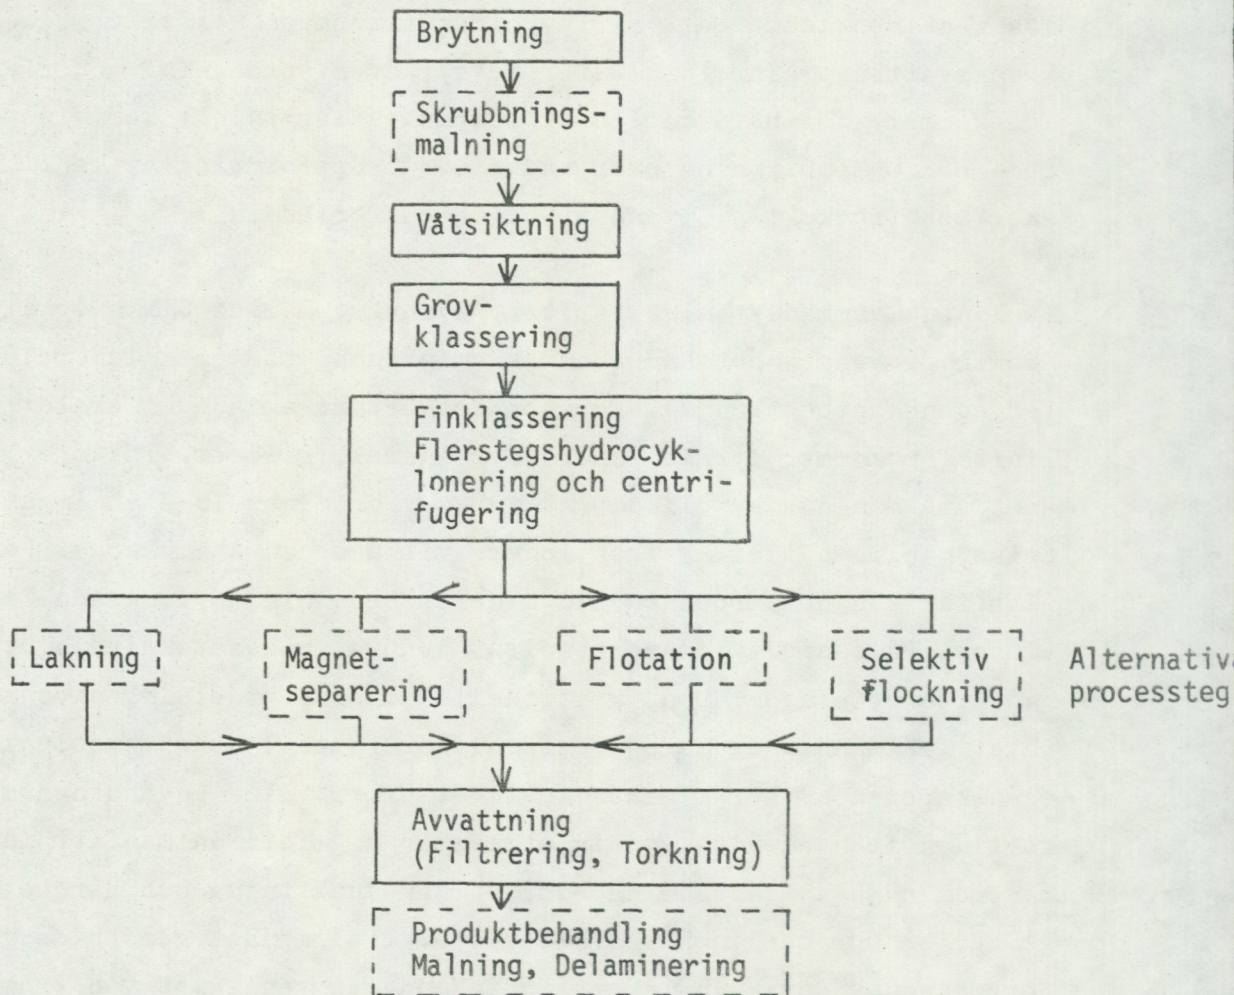 Brytning
Skrubbnings-
malning
Våtsiktning
Grov-
klassering
Finklassering
Flerstegshydrocyk-
lonering och centri-
fugering
Lakning
Magnet-
separering
Flotation
Selektiv
flockning
Alternativa
processteg
Avvattning
(Filtrering, Torkning)
Produktbehandling
Malning, Delaminering